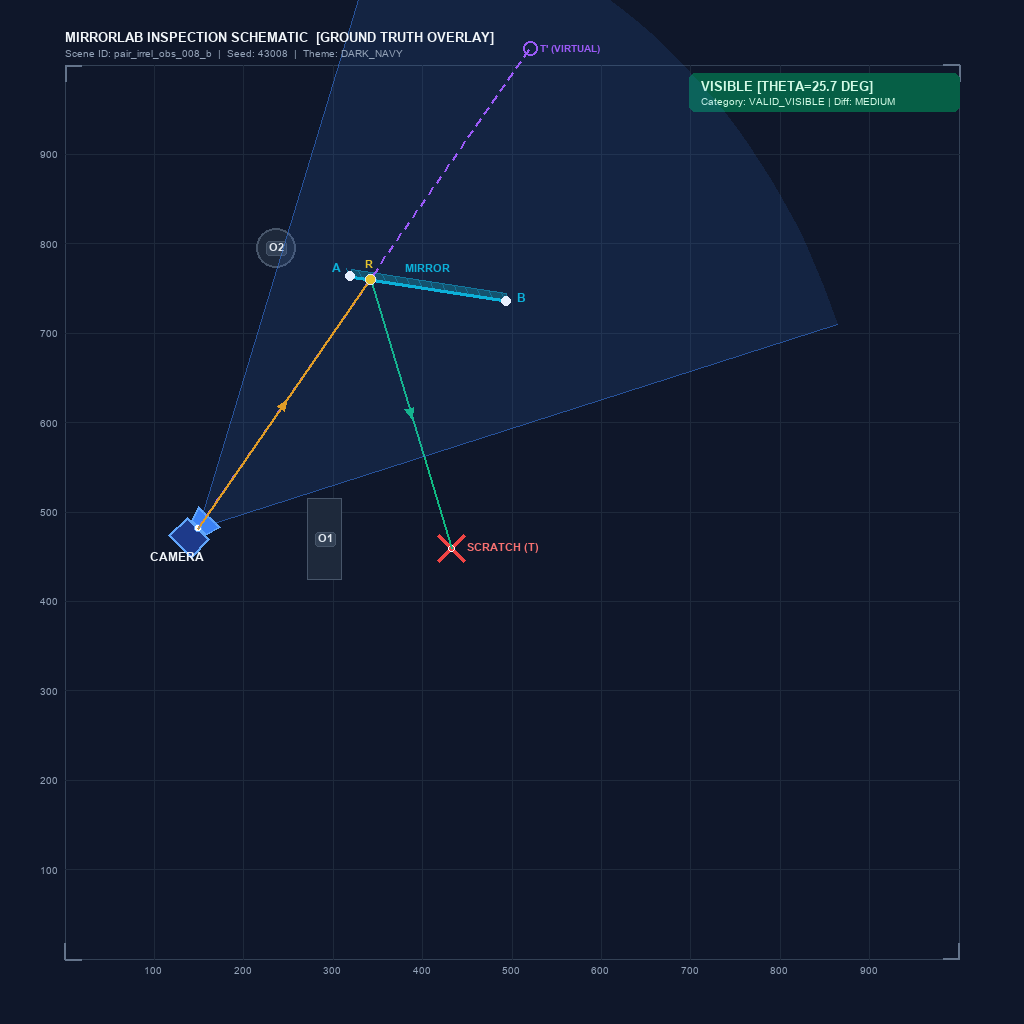 MIRRORLAB INSPECTION SCHEMATIC  [GROUND TRUTH OVERLAY]
Scene ID: pair_irrel_obs_008_b  |  Seed: 43008  |  Theme: DARK_NAVY
T' (VIRTUAL)
VISIBLE [THETA=25.7 DEG]
Category: VALID_VISIBLE | Diff: MEDIUM
900
800
O2
A
R
MIRROR
B
700
600
500
O1
CAMERA
SCRATCH (T)
400
300
200
100
100 200 300 400 500 600 700 800 900